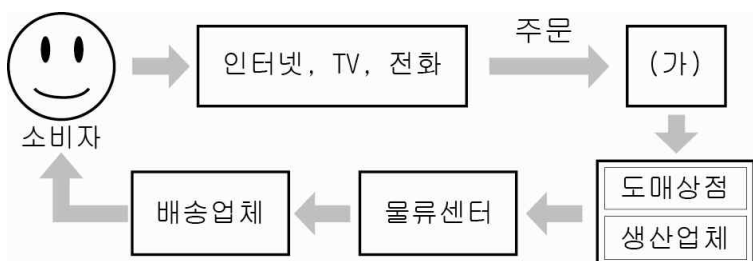 주문
인터넷, TV, 전화
(가)
소비자
도매상점
생산업체
물류센터
배송업체